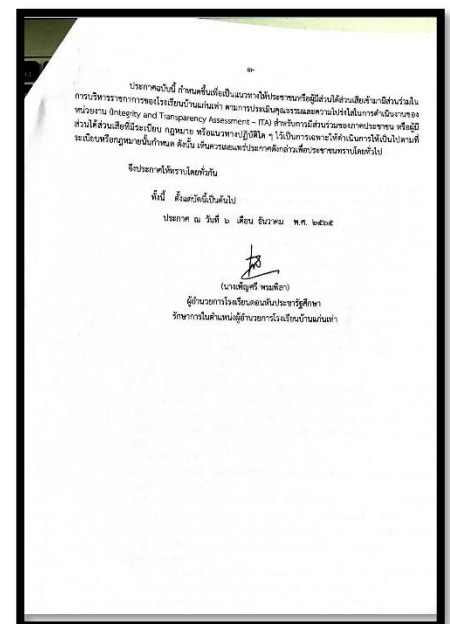 ๓-
ประกาศฉบับนี้ กำหนดขึ้นเพื่อเป็นแนวทางให้ประชาชนหรือผู้มีส่วนได้ส่วนเสียเข้ามามีส่วนร่วมใน
การบริหารราชการของโรงเรียนบ้านแก่นเท่า ตามการประเมินคุณธรรมและความโปร่งใสในการดำเนินงานของ
หน่วยงาน (Integrity and Transparency Assessment – ITA) สำหรับการมีส่วนร่วมของภาคประชาชน หรือผู้มี
ส่วนได้ส่วนเสียที่มีระเบียบ กฎหมาย หรือแนวทางปฏิบัติใด ๆ ไว้เป็นการเฉพาะให้ดำเนินการให้เป็นไปตามที่
ระเบียบหรือกฎหมายนั้นกำหนด ดังนั้น เห็นควรเผยแพร่ประกาศดังกล่าวเพื่อประชาชนทราบโดยทั่วไป
จึงประกาศให้ทราบโดยทั่วกัน
ทั้งนี้ ตั้งแต่บัดนี้เป็นต้นไป
ประกาศ ณ วันที่ ๖ เดือน ธันวาคม พ.ศ. ๒๕๖๕
(นางเพ็ญศรี พรมพิลา)
ผู้อำนวยการโรงเรียนดอนหันประชารัฐศึกษา
รักษาการในตำแหน่งผู้อำนวยการโรงเรียนบ้านแก่นเท่า